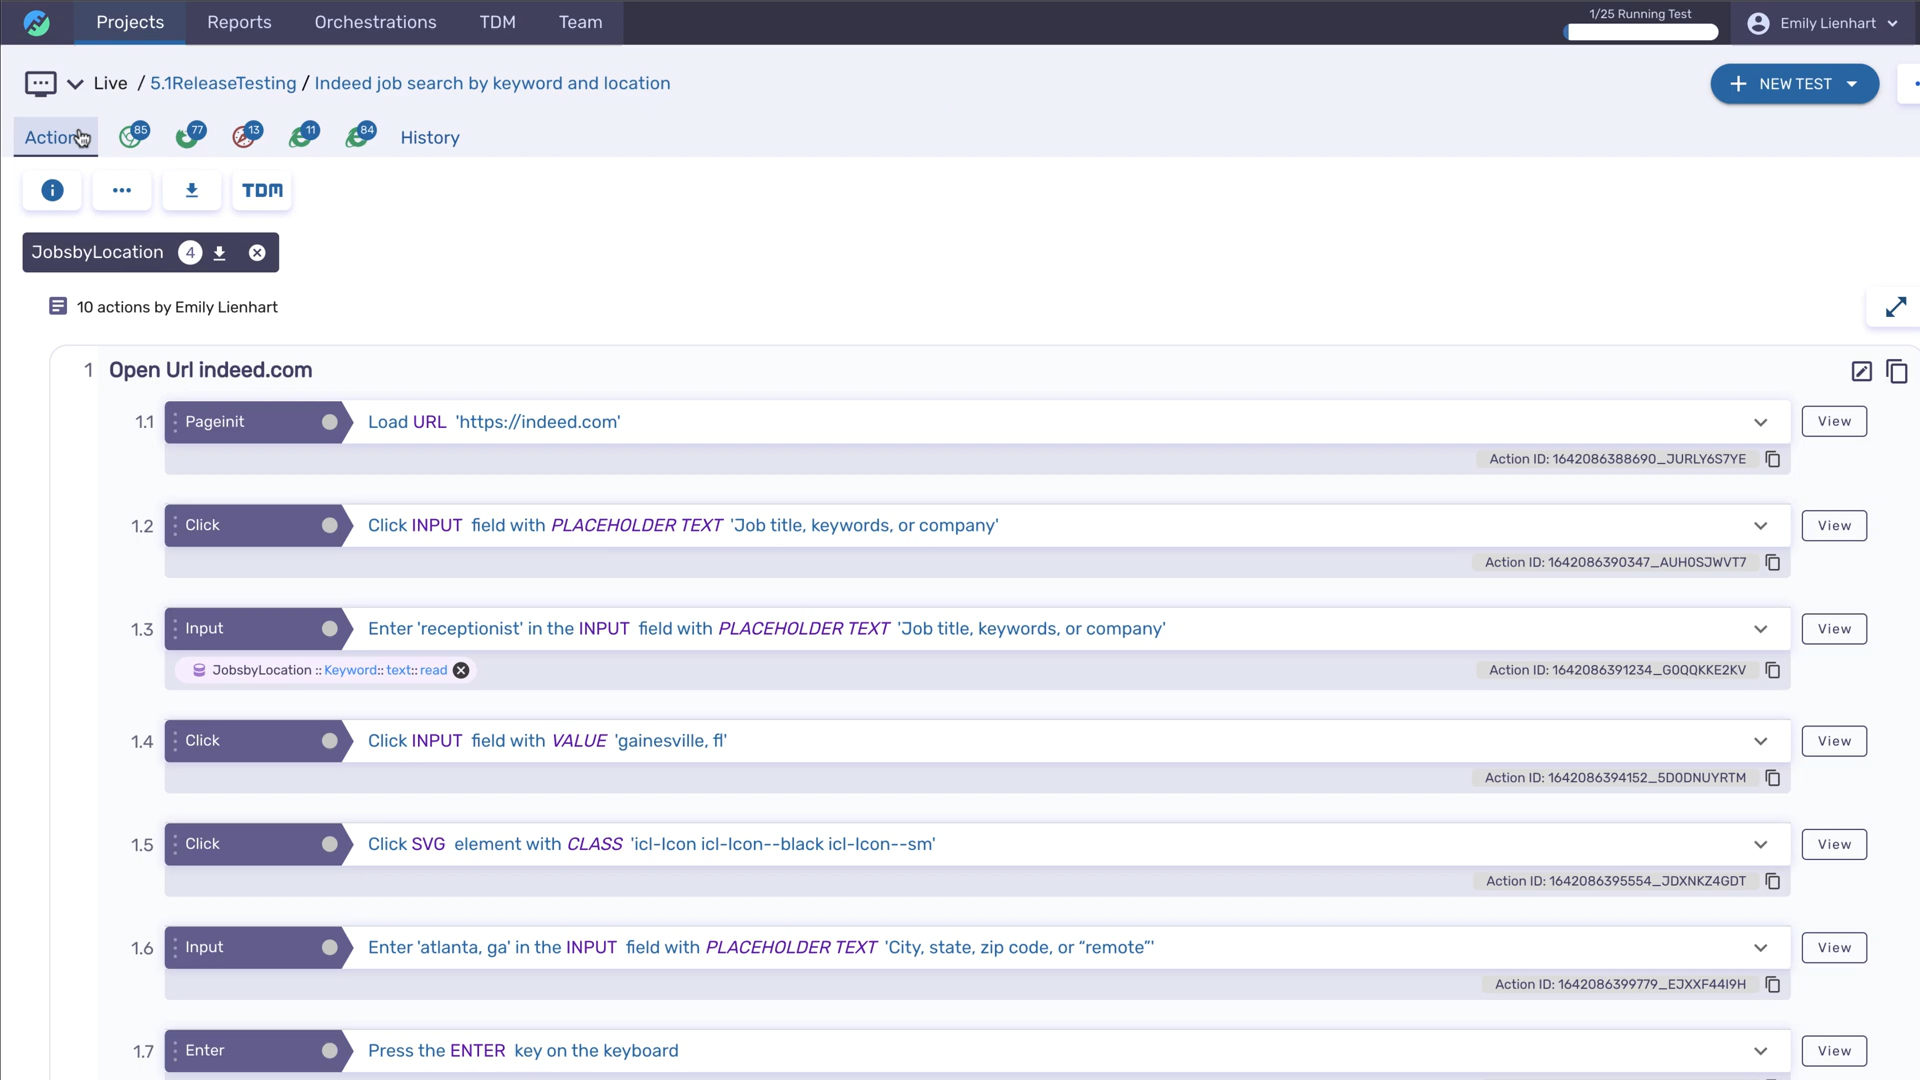 Projects Reports Orchestrations TDM Team
1/25 Running Test
Emily Lienhart
Live / 5.1ReleaseTesting / Indeed job search by keyword and location
NEW TEST
85 77 13 11 84 History
TDM
JobsbyLocation 4
10 actions by Emily Lienhart
1 Open Url indeed.com
1.1 Pageinit Load URL 'https://indeed.com' View
Action ID: 1642086388690_JURLY6S7YE
1.2 Click Click INPUT field with PLACEHOLDER TEXT 'Job title, keywords, or company' View
Action ID: 1642086390347_AUH0SJWVT7
1.3 Input Enter 'receptionist' in the INPUT field with PLACEHOLDER TEXT 'Job title, keywords, or company' View
JobsbyLocation :: Keyword:: text:: read Action ID: 1642086391234_G0QQKKE2KV
1.4 Click Click INPUT field with VALUE 'gainesville, fl' View
Action ID: 1642086394152_5D0DNUYRTM
1.5 Click Click SVG element with CLASS 'icl-Icon icl-Icon--black icl-Icon--sm' View
Action ID: 1642086395554_JDXNKZ4GDT
1.6 Input Enter 'atlanta, ga' in the INPUT field with PLACEHOLDER TEXT 'City, state, zip code, or “remote”' View
Action ID: 1642086399779_EJXXF44I9H
1.7 Enter Press the ENTER key on the keyboard View